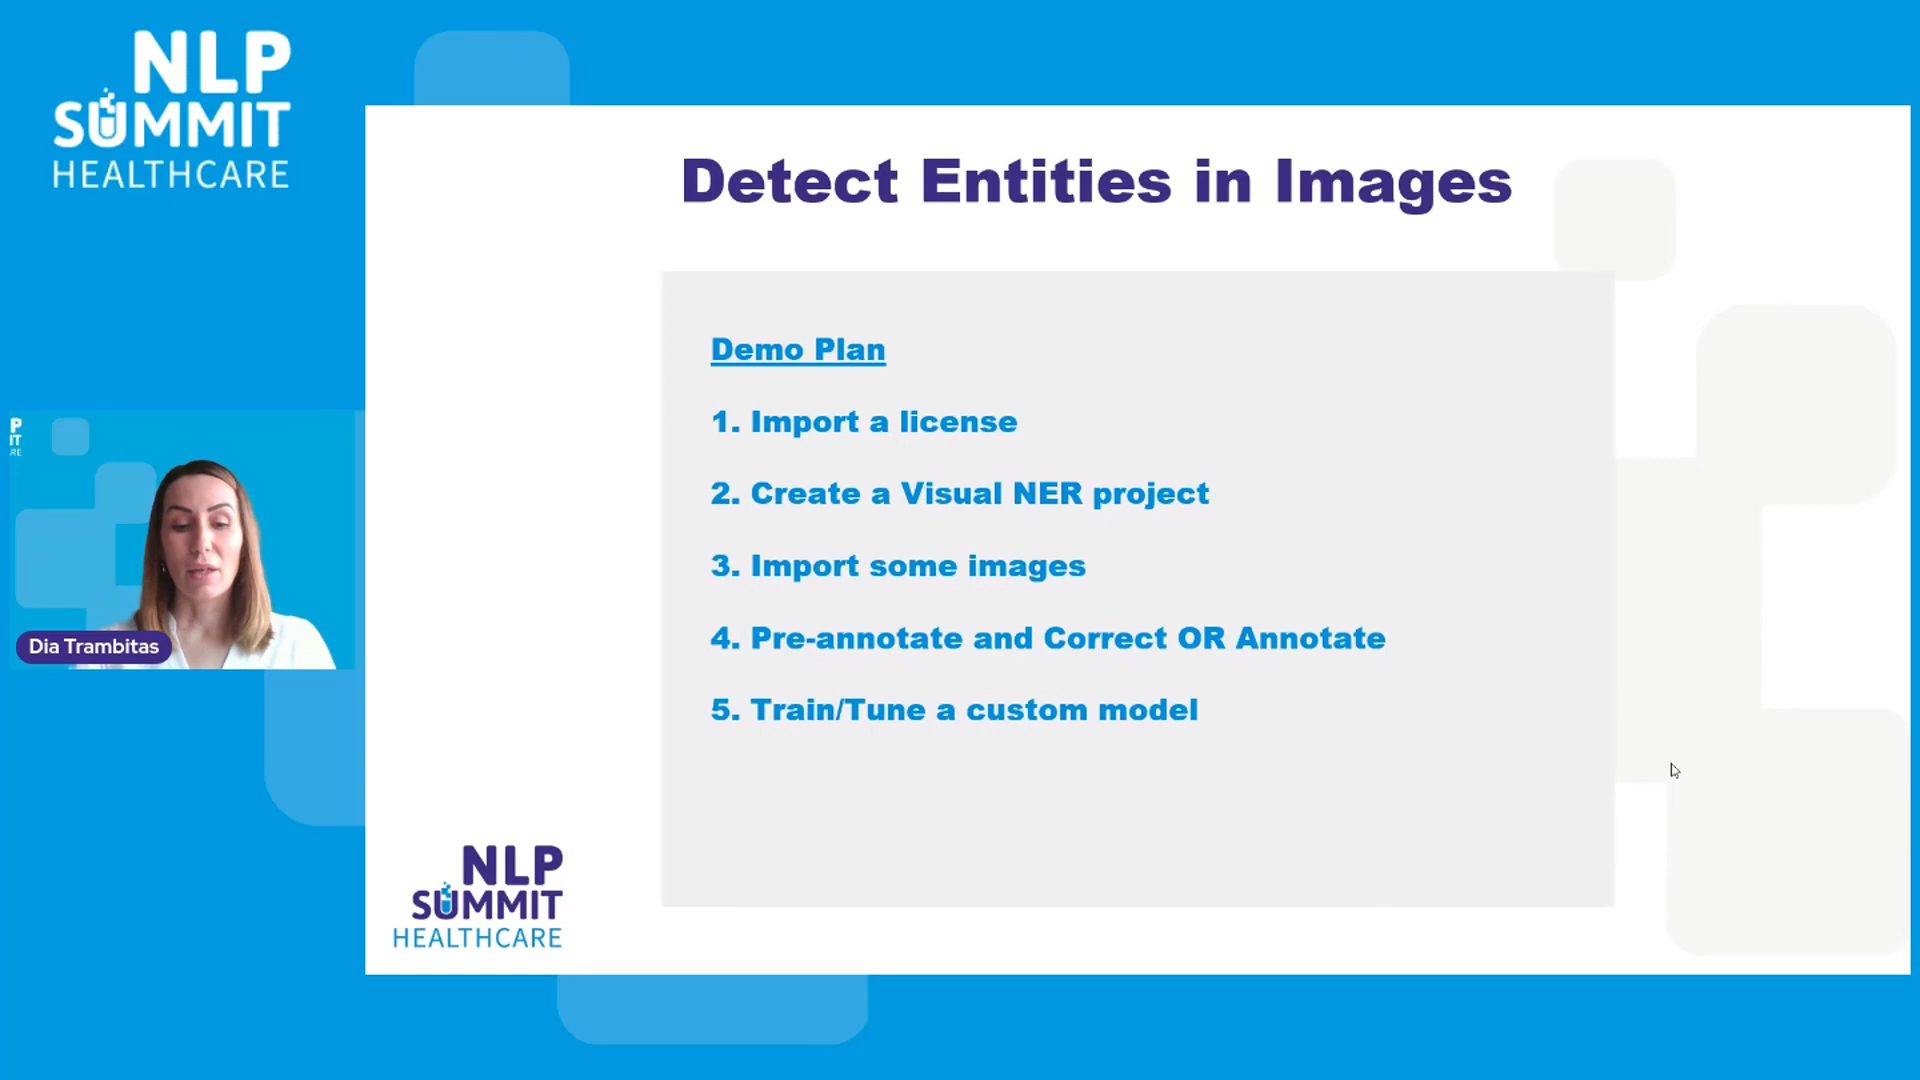 NLP
SUMMIT
HEALTHCARE
Detect Entities in Images
Demo Plan
1. Import a license
2. Create a Visual NER project
3. Import some images
4. Pre-annotate and Correct OR Annotate
5. Train/Tune a custom model
P
IT
RE
Dia Trambitas
NLP
SUMMIT
HEALTHCARE